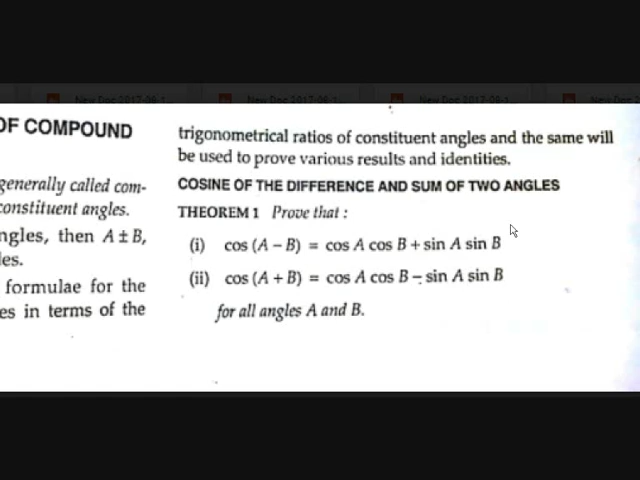 OF COMPOUND
generally called com-
constituent angles.
ngles, then A ± B,
les.
formulae for the
es in terms of the
trigonometrical ratios of constituent angles and the same will
be used to prove various results and identities.
COSINE OF THE DIFFERENCE AND SUM OF TWO ANGLES
THEOREM 1 Prove that :
(i) cos (A – B) = cos A cos B + sin A sin B
(ii) cos (A + B) = cos A cos B – sin A sin B
for all angles A and B.